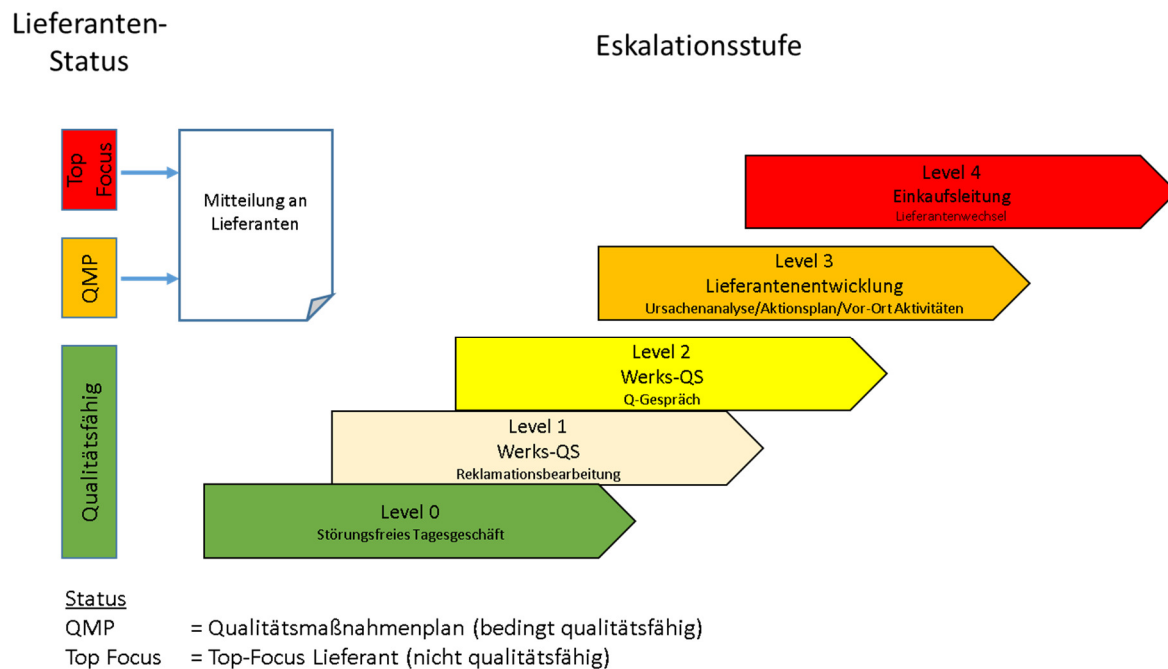 Lieferanten-
Status
Eskalationsstufe
Top
Focus
Mitteilung an
Lieferanten
QMP
Qualitätsfähig
Level 4
Einkaufsleitung
Lieferantenwechsel
Level 3
Lieferantenentwicklung
Ursachenanalyse/Aktionsplan/Vor-Ort Aktivitäten
Level 2
Werks-QS
Q-Gespräch
Level 1
Werks-QS
Reklamationsbearbeitung
Level 0
Störungsfreies Tagesgeschäft
Status
QMP = Qualitätsmaßnahmenplan (bedingt qualitätsfähig)
Top Focus = Top-Focus Lieferant (nicht qualitätsfähig)